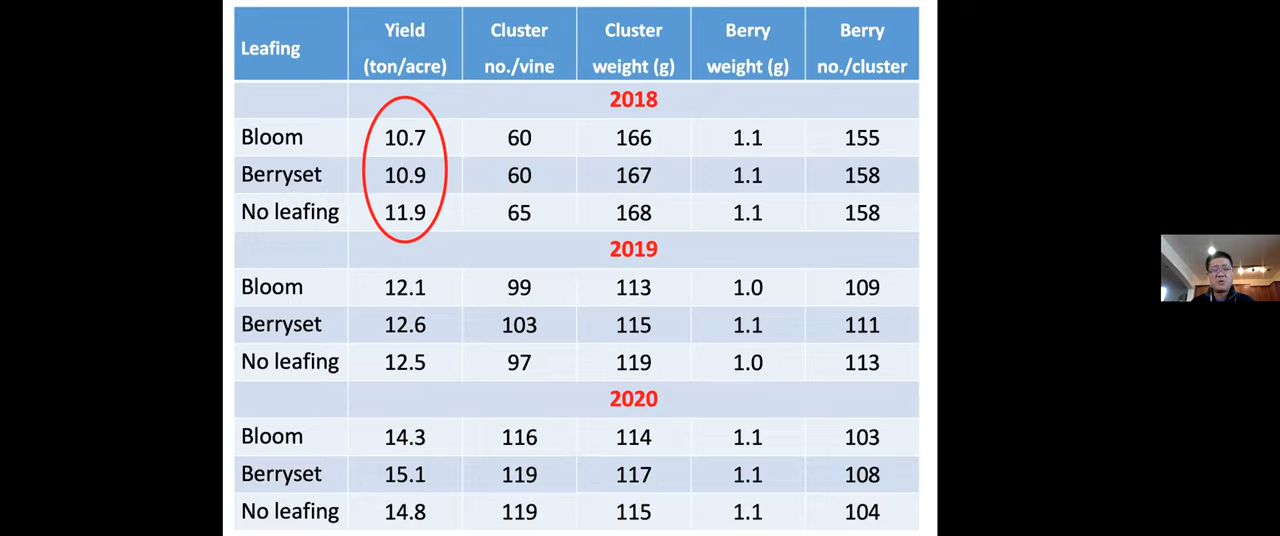 Leafing Yield (ton/acre) Cluster no./vine Cluster weight (g) Berry weight (g) Berry no./cluster
2018
Bloom 10.7 60 166 1.1 155
Berryset 10.9 60 167 1.1 158
No leafing 11.9 65 168 1.1 158
2019
Bloom 12.1 99 113 1.0 109
Berryset 12.6 103 115 1.1 111
No leafing 12.5 97 119 1.0 113
2020
Bloom 14.3 116 114 1.1 103
Berryset 15.1 119 117 1.1 108
No leafing 14.8 119 115 1.1 104